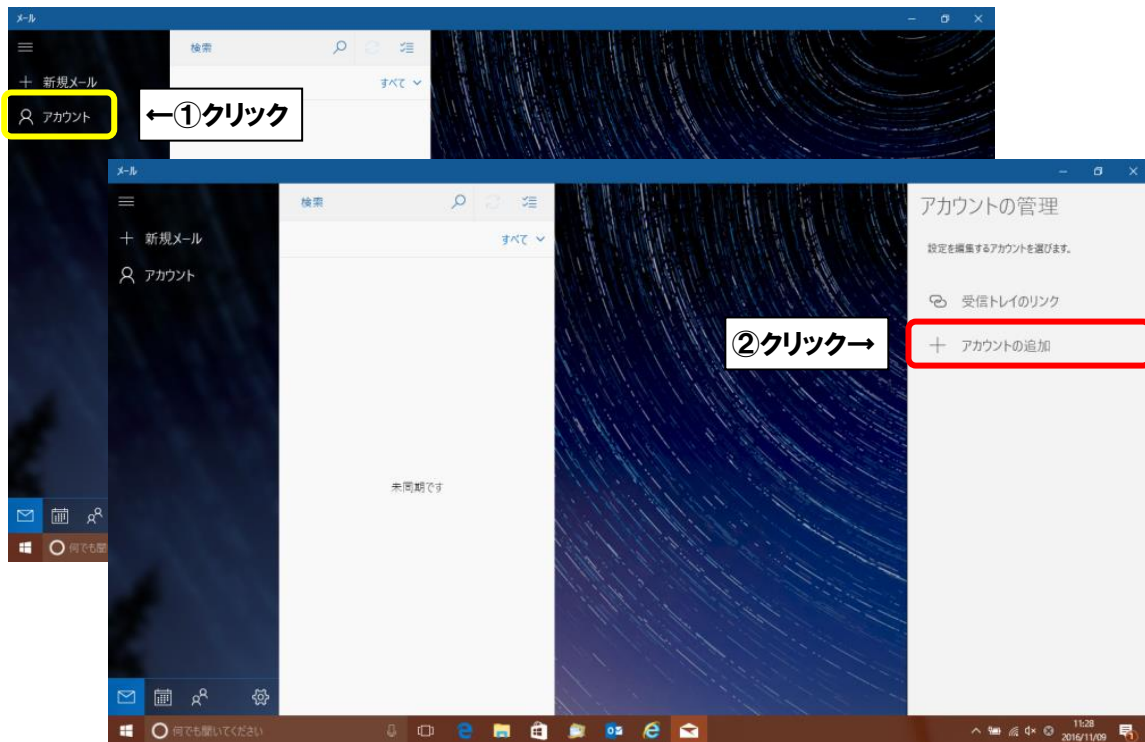 メール
検索
＋ 新規メール
すべて
アカウント
←①クリック
メール
検索
アカウントの管理
＋ 新規メール
すべて
設定を編集するアカウントを選びます。
アカウント
受信トレイのリンク
②クリック→
＋ アカウントの追加
未同期です
何でも聞
何でも聞いてください
11:28
2016/11/09